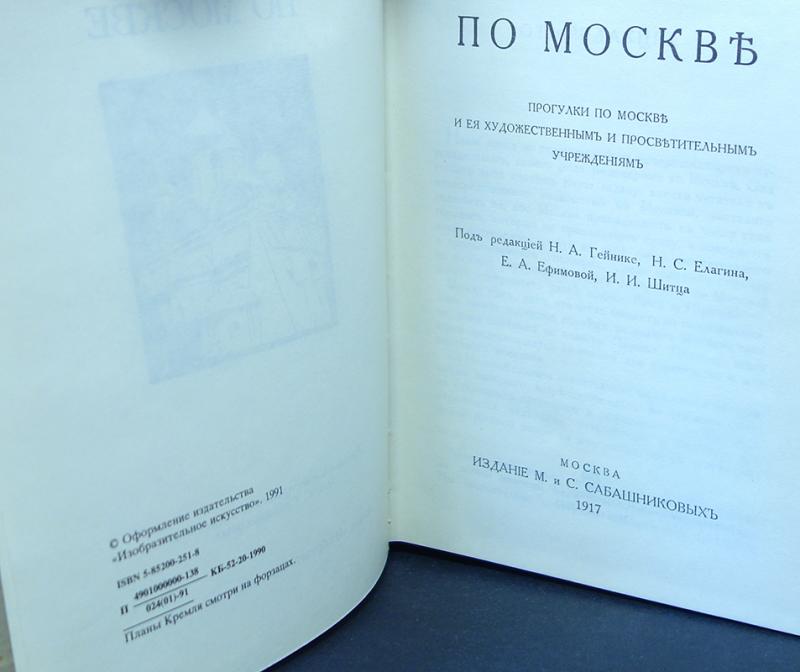 © Оформление издательства
«Изобразительное искусство». 1991
ISBN 5-85200-251-8
П 4901000000-138 КБ-52-20-1990
024(01)-91
Планы Кремля смотри на форзацах.
ПО МОСКВѢ
ПРОГУЛКИ ПО МОСКВѢ
И ЕЯ ХУДОЖЕСТВЕННЫМЪ И ПРОСВѢТИТЕЛЬНЫМЪ
УЧРЕЖДЕНІЯМЪ
Подъ редакціей Н. А. Гейнике, Н. С. Елагина,
Е. А. Ефимовой, И. И. Шитца
МОСКВА
ИЗДАНІЕ М. и С. САБАШНИКОВЫХЪ
1917